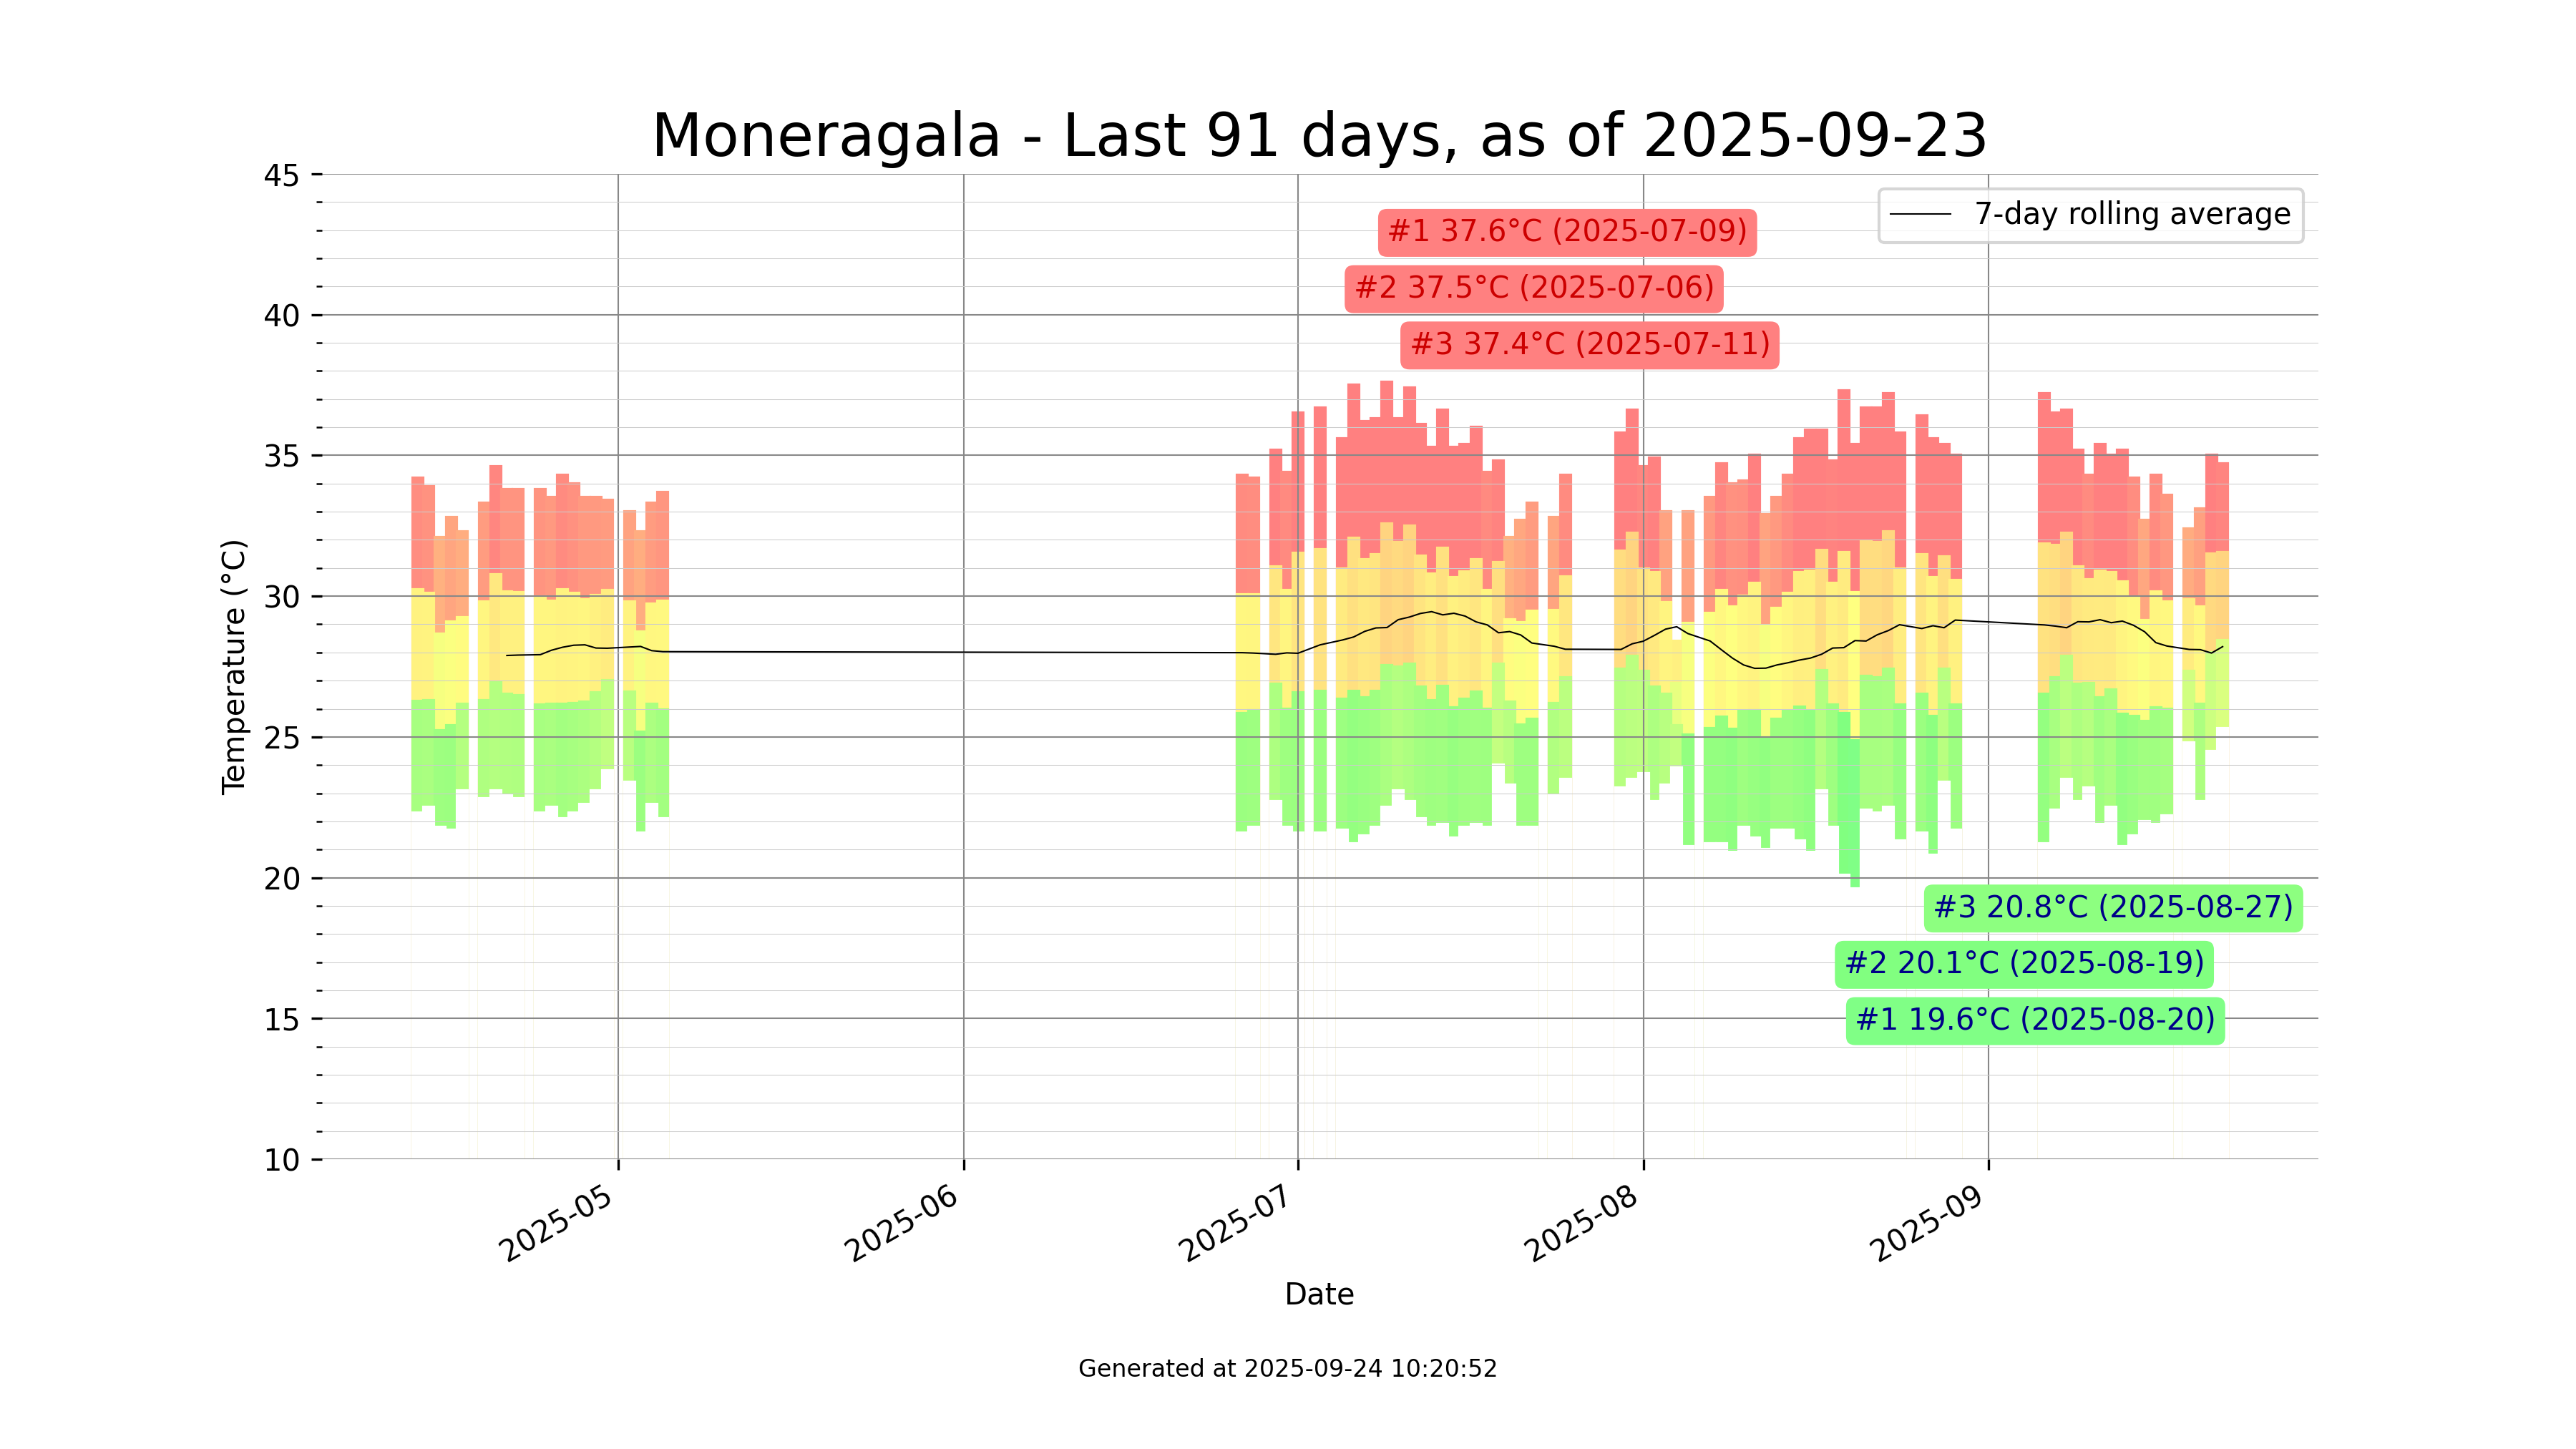 Moneragala - Last 91 days, as of 2025-09-23
7-day rolling average
#1 37.6°C (2025-07-09)
#2 37.5°C (2025-07-06)
#3 37.4°C (2025-07-11)
45
40
35
30
25
20
15
10
Temperature (°C)
#3 20.8°C (2025-08-27)
#2 20.1°C (2025-08-19)
#1 19.6°C (2025-08-20)
2025-05
2025-06
2025-07
2025-08
2025-09
Date
Generated at 2025-09-24 10:20:52